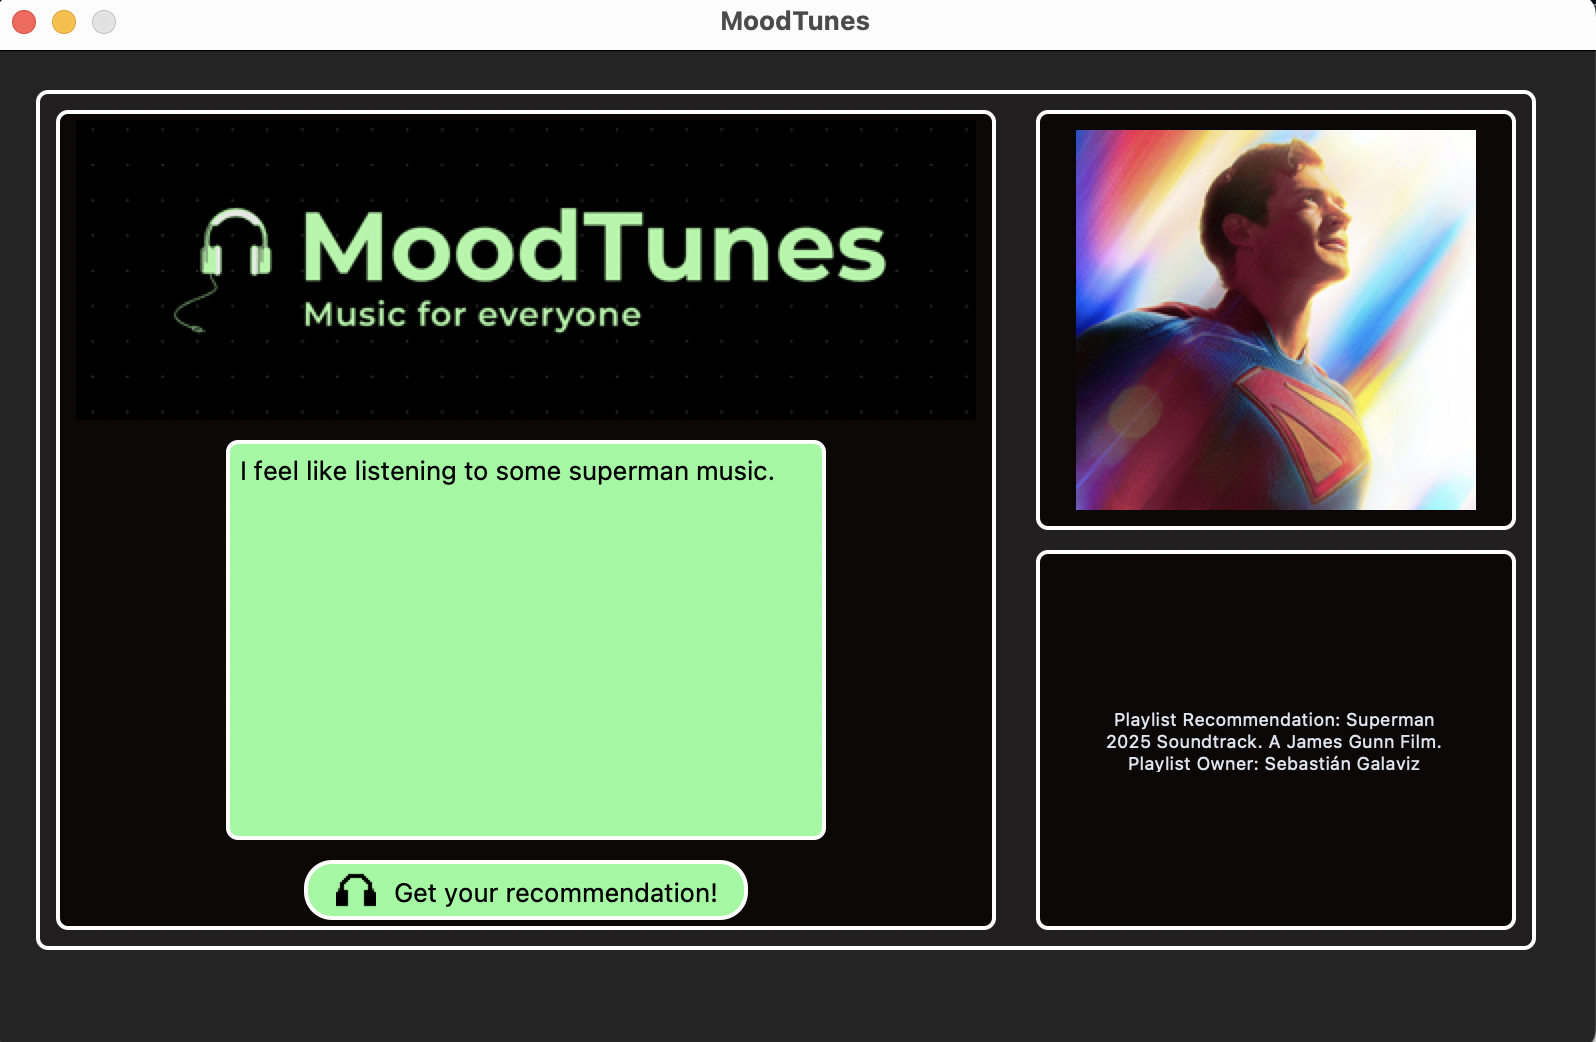 MoodTunes
MoodTunes
Music for everyone
I feel like listening to some superman music.
Get your recommendation!
Playlist Recommendation: Superman
2025 Soundtrack. A James Gunn Film.
Playlist Owner: Sebastián Galaviz